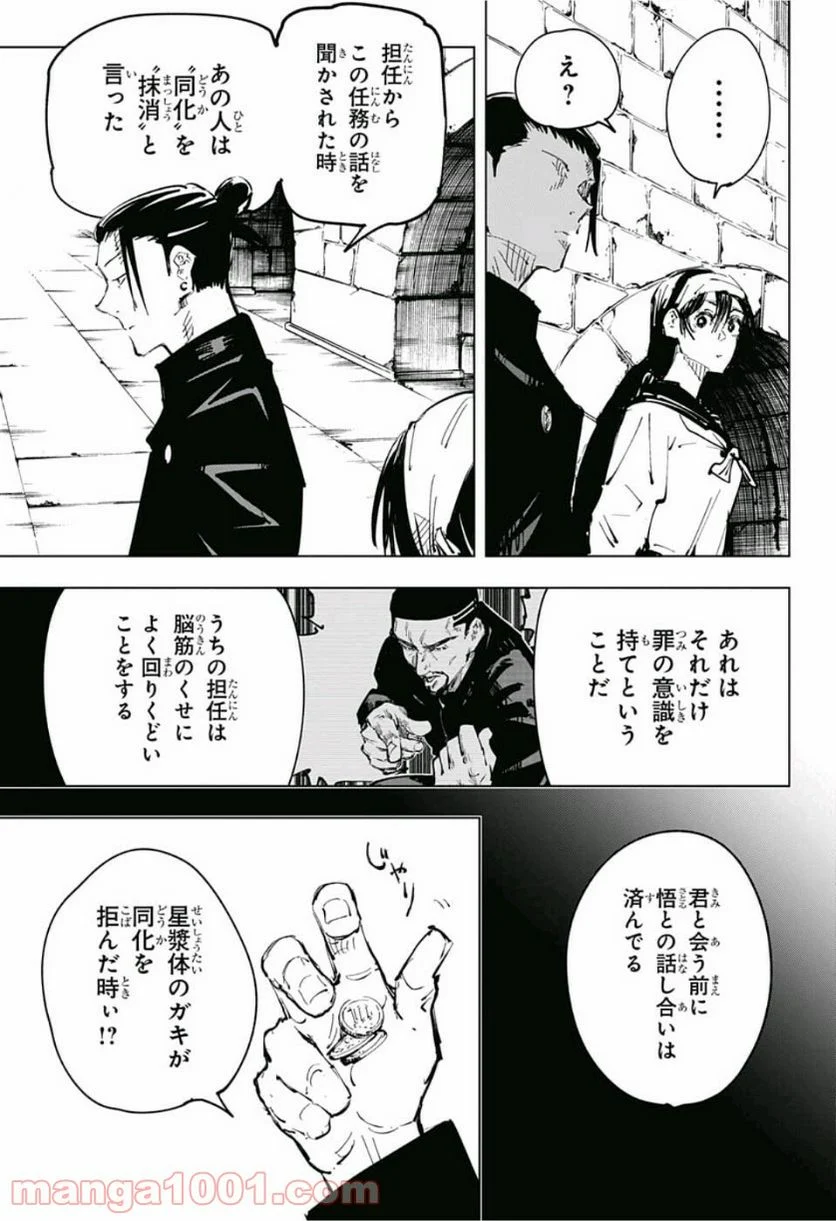 ……
え？
担任から
この任務の話を
聞かされた時
あの人は
〝同化〟を
〝抹消〟と
言った
あれは
それだけ
罪の意識を
持てという
ことだ
うちの担任は
脳筋のくせに
よく回りくどい
ことをする
君と会う前に
悟との話し合いは
済んでる
じゃり
星漿体のガキが
同化を
拒んだ時ぃ!?
manga1001.com